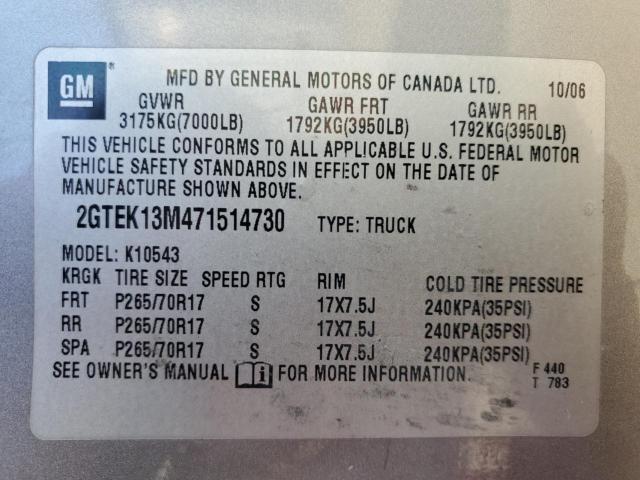 GM
MFD BY GENERAL MOTORS OF CANADA LTD. 10/06
GVWR GAWR FRT GAWR RR
3175KG(7000LB) 1792KG(3950LB) 1792KG(3950LB)
THIS VEHICLE CONFORMS TO ALL APPLICABLE U.S. FEDERAL MOTOR
VEHICLE SAFETY STANDARDS IN EFFECT ON THE DATE OF
MANUFACTURE SHOWN ABOVE.
2GTEK13M471514730 TYPE: TRUCK
MODEL: K10543
KRGK TIRE SIZE SPEED RTG RIM COLD TIRE PRESSURE
FRT P265/70R17 S 17X7.5J 240KPA(35PSI)
RR P265/70R17 S 17X7.5J 240KPA(35PSI)
SPA P265/70R17 S 17X7.5J 240KPA(35PSI)
SEE OWNER'S MANUAL i FOR MORE INFORMATION. F 440
T 783